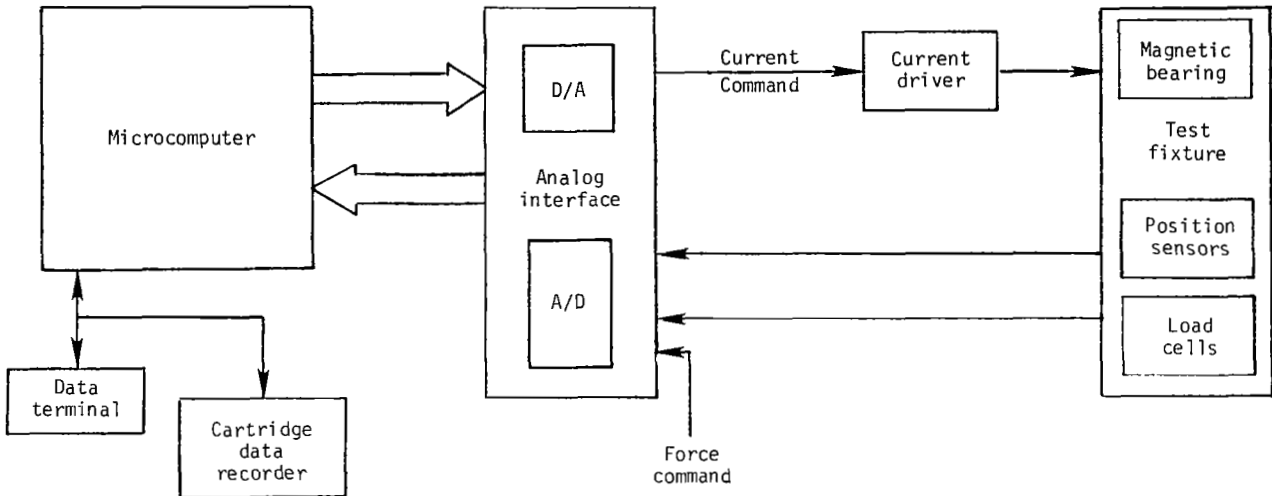 Microcomputer
D/A
Analog
interface
A/D
Current
Command
Current
driver
Magnetic
bearing
Test
fixture
Position
sensors
Load
cells
Data
terminal
Cartridge
data
recorder
Force
command